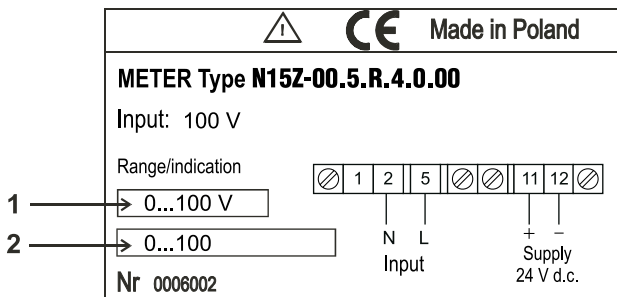 CE Made in Poland
METER Type N15Z-00.5.R.4.0.00
Input: 100 V
Range/indication
1 2 5 11 12
1 0...100 V
2 0...100
N L + −
Input Supply
24 V d.c.
Nr 0006002